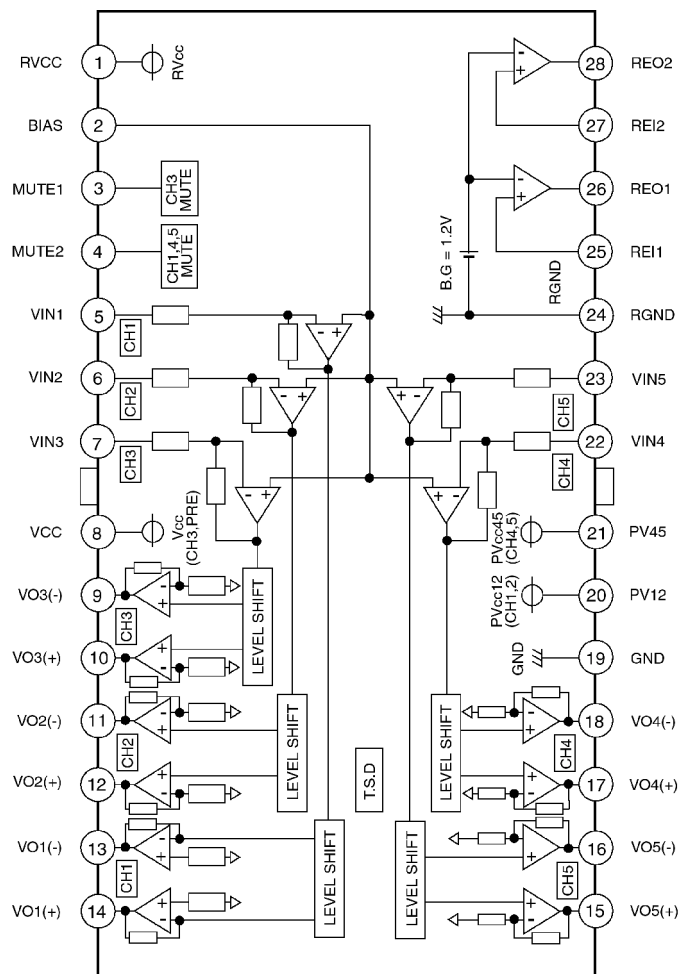 RVCC 1 RVcc
BIAS 2
MUTE1 3 CH3 MUTE
MUTE2 4 CH1,4,5 MUTE
VIN1 5 CH1
VIN2 6 CH2
VIN3 7 CH3
VCC 8 Vcc (CH3,PRE)
VO3(-) 9 CH3
VO3(+) 10
VO2(-) 11 CH2
VO2(+) 12
VO1(-) 13 CH1
VO1(+) 14
- +
- +
- +
+ -
+ -
LEVEL SHIFT
LEVEL SHIFT
LEVEL SHIFT
T.S.D
LEVEL SHIFT
LEVEL SHIFT
- +
+ -
- +
+ -
- +
+ -
- +
+ -
- +
+ -
B.G = 1.2V
- + 28 REO2
27 REI2
- + 26 REO1
25 REI1
RGND
24 RGND
23 VIN5
CH5
22 VIN4
CH4
PVcc45 (CH4,5) 21 PV45
PVcc12 (CH1,2) 20 PV12
GND 19 GND
18 VO4(-)
CH4
17 VO4(+)
16 VO5(-)
CH5
15 VO5(+)